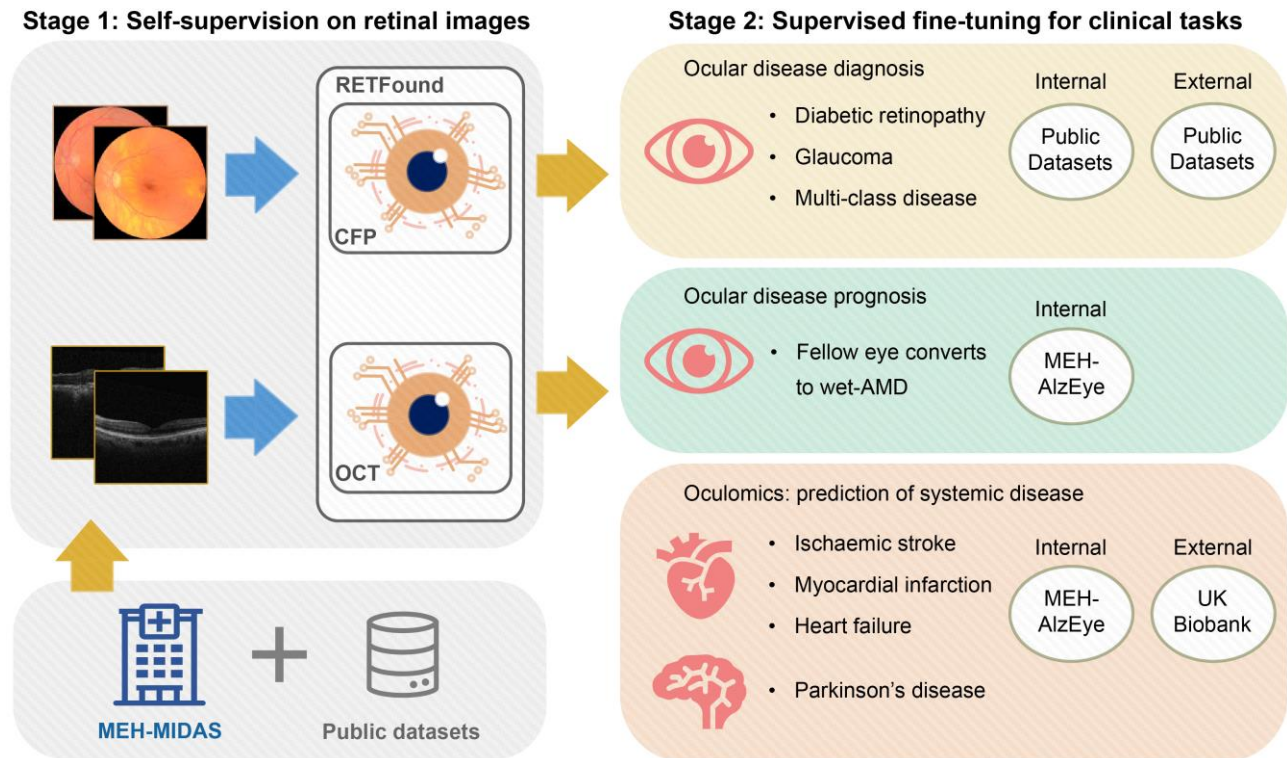 Stage 1: Self-supervision on retinal images
RETFound
CFP
OCT
MEH-MIDAS
Public datasets
Stage 2: Supervised fine-tuning for clinical tasks
Ocular disease diagnosis
• Diabetic retinopathy
• Glaucoma
• Multi-class disease
Internal
Public
Datasets
External
Public
Datasets
Ocular disease prognosis
• Fellow eye converts
to wet-AMD
Internal
MEH-
AlzEye
Oculomics: prediction of systemic disease
• Ischaemic stroke
• Myocardial infarction
• Heart failure
• Parkinson's disease
Internal
MEH-
AlzEye
External
UK
Biobank